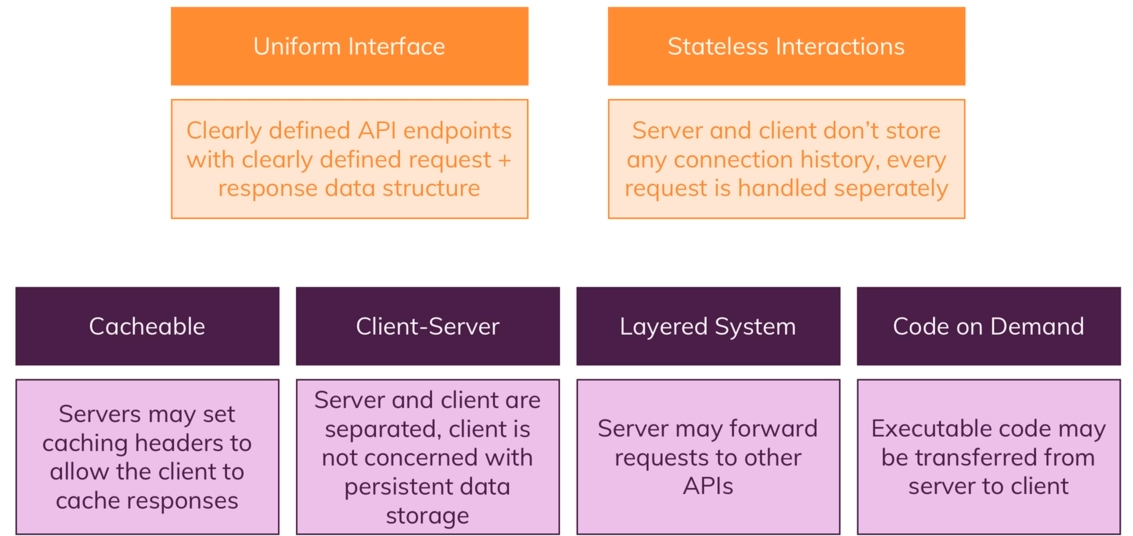 Uniform Interface
Clearly defined API endpoints
with clearly defined request +
response data structure
Stateless Interactions
Server and client don't store
any connection history, every
request is handled seperately
Cacheable
Servers may set
caching headers to
allow the client to
cache responses
Client-Server
Server and client are
separated, client is
not concerned with
persistent data
storage
Layered System
Server may forward
requests to other
APIs
Code on Demand
Executable code may
be transferred from
server to client